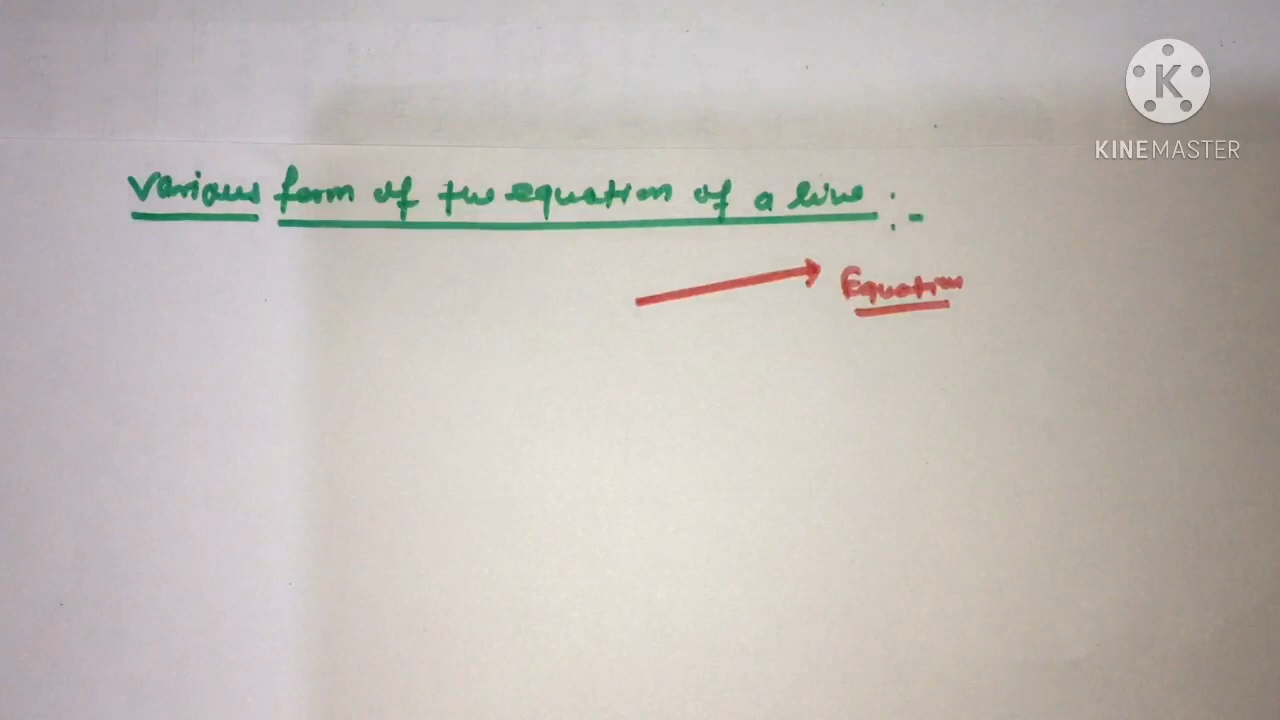 K
KINEMASTER
Various form of the equation of a line :-
Equation